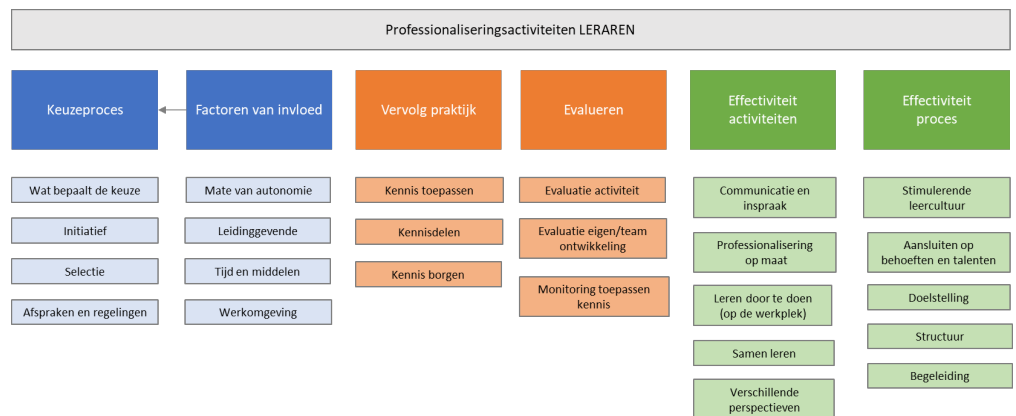 Professionaliseringsactiviteiten LERAREN
Keuzeproces
Factoren van invloed
Vervolg praktijk
Evalueren
Effectiviteit
activiteiten
Effectiviteit
proces
Wat bepaalt de keuze
Initiatief
Selectie
Afspraken en regelingen
Mate van autonomie
Leidinggevende
Tijd en middelen
Werkomgeving
Kennis toepassen
Kennisdelen
Kennis borgen
Evaluatie activiteit
Evaluatie eigen/team
ontwikkeling
Monitoring toepassen
kennis
Communicatie en
inspraak
Professionalisering
op maat
Leren door te doen
(op de werkplek)
Samen leren
Verschillende
perspectieven
Stimulerende
leercultuur
Aansluiten op
behoeften en talenten
Doelstelling
Structuur
Begeleiding